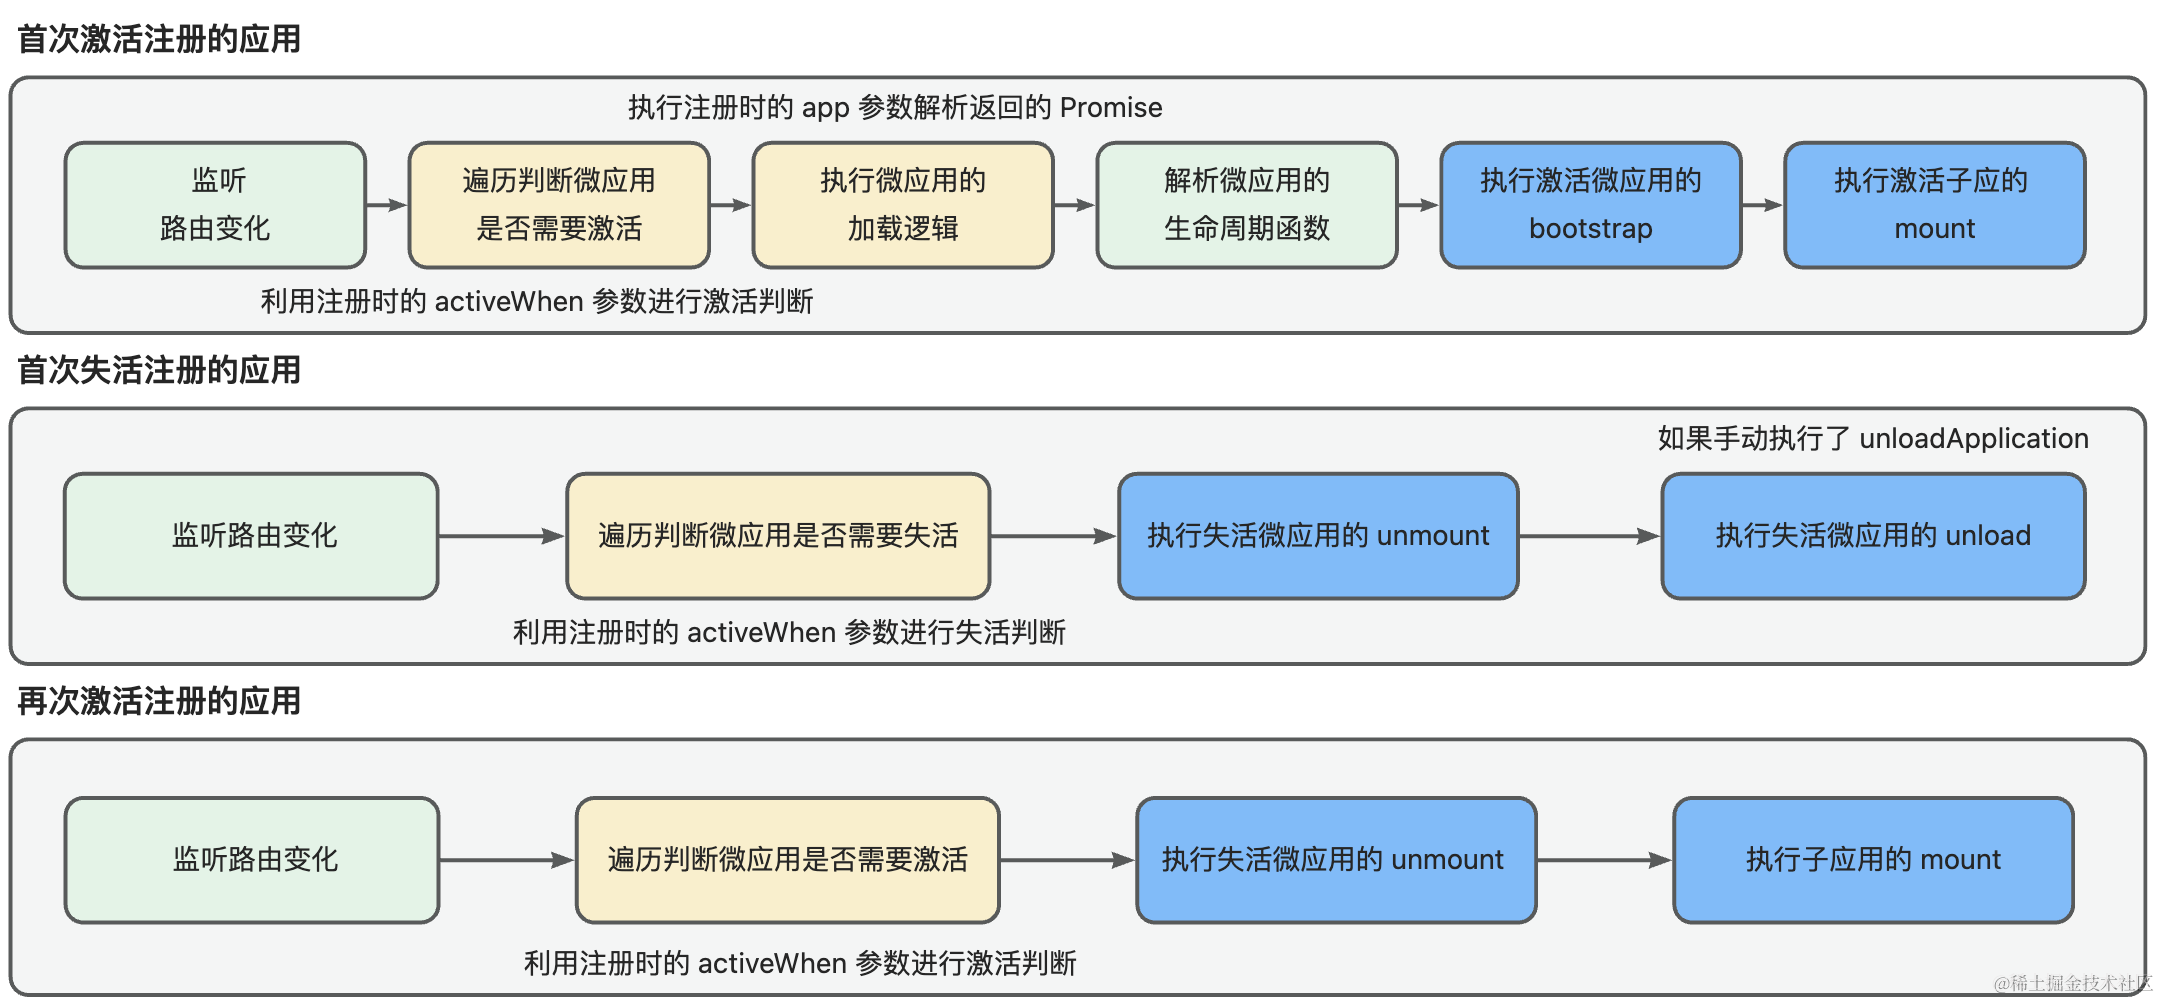 首次激活注册的应用
执行注册时的 app 参数解析返回的 Promise
监听
路由变化
遍历判断微应用
是否需要激活
执行微应用的
加载逻辑
解析微应用的
生命周期函数
执行激活微应用的
bootstrap
执行激活子应的
mount
利用注册时的 activeWhen 参数进行激活判断
首次失活注册的应用
如果手动执行了 unloadApplication
监听路由变化
遍历判断微应用是否需要失活
执行失活微应用的 unmount
执行失活微应用的 unload
利用注册时的 activeWhen 参数进行失活判断
再次激活注册的应用
监听路由变化
遍历判断微应用是否需要激活
执行失活微应用的 unmount
执行子应用的 mount
利用注册时的 activeWhen 参数进行激活判断
@稀土掘金技术社区